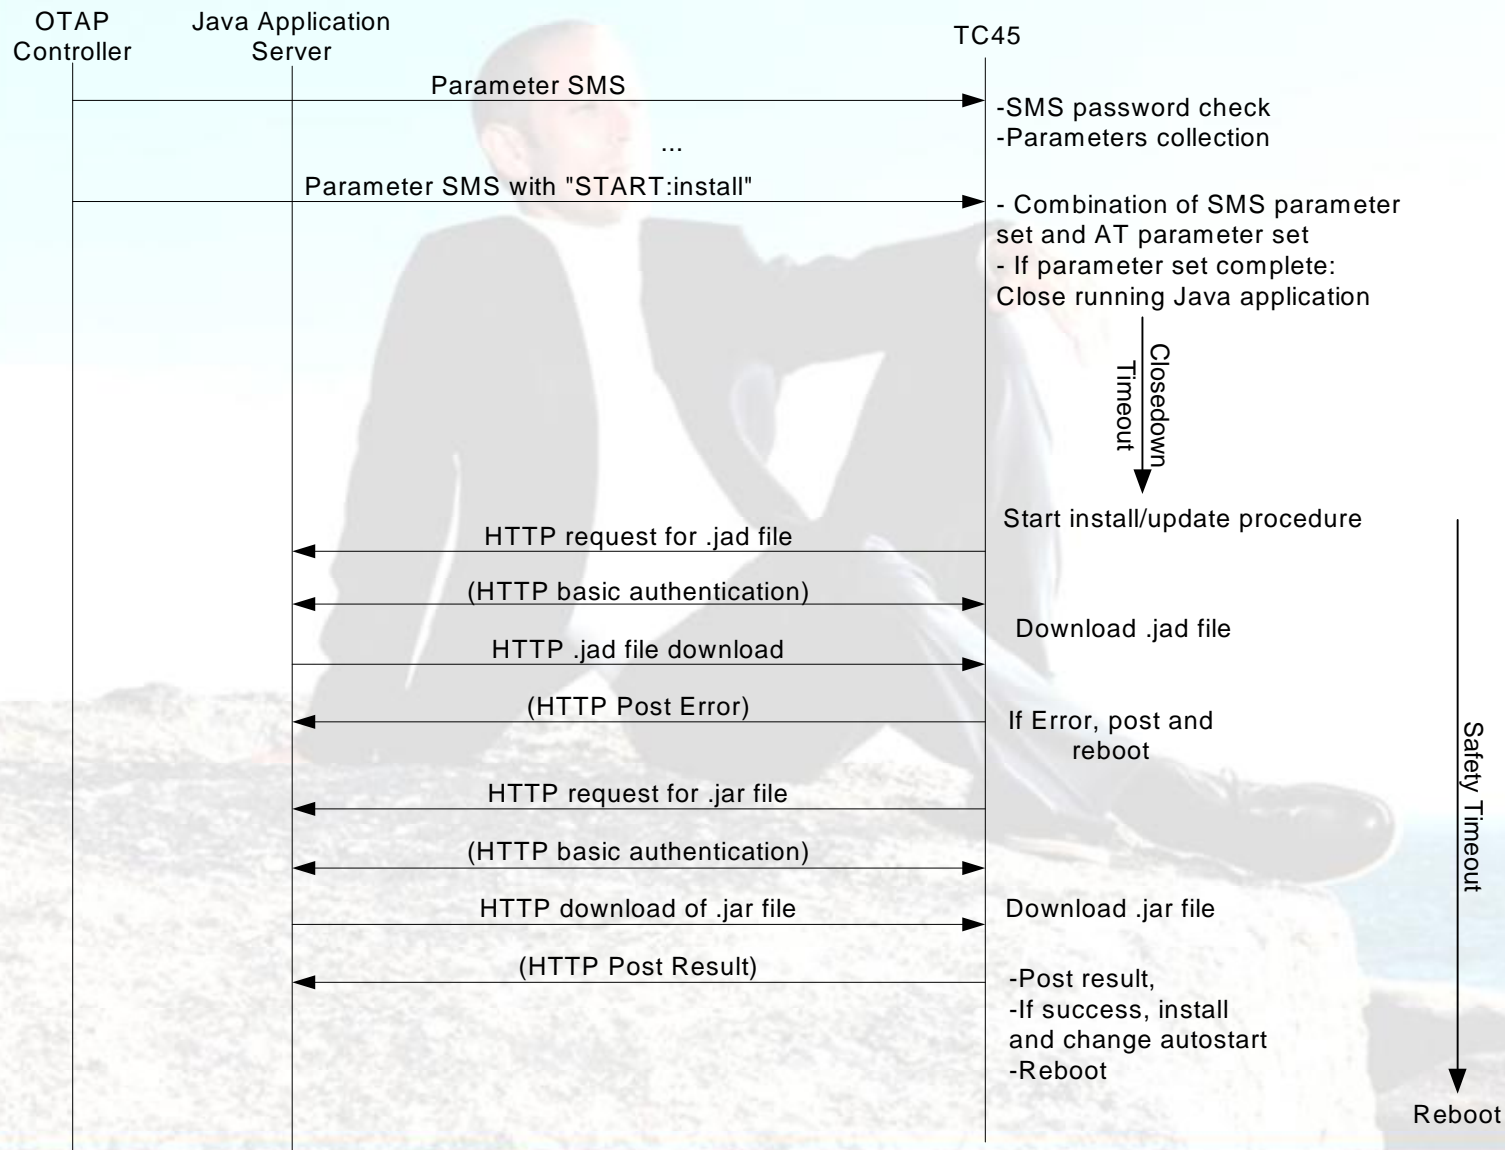 OTAP
Controller
Java Application
Server
TC45
Parameter SMS
-SMS password check
-Parameters collection
...
Parameter SMS with "START:install"
- Combination of SMS parameter
set and AT parameter set
- If parameter set complete:
Close running Java application
Closedown
Timeout
Start install/update procedure
HTTP request for .jad file
(HTTP basic authentication)
Download .jad file
HTTP .jad file download
(HTTP Post Error)
If Error, post and
reboot
Safety Timeout
HTTP request for .jar file
(HTTP basic authentication)
HTTP download of .jar file
Download .jar file
(HTTP Post Result)
-Post result,
-If success, install
and change autostart
-Reboot
Reboot